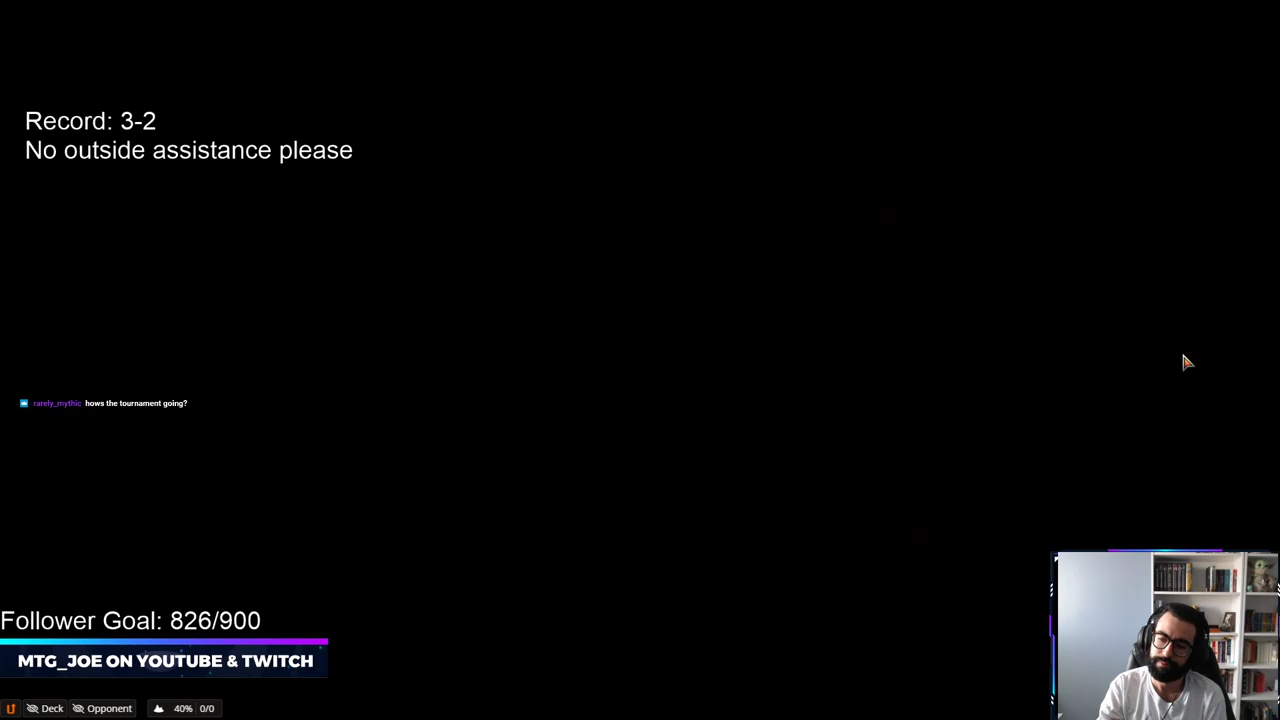 Record: 3-2
No outside assistance please
rarely_mythic hows the tournament going?
Follower Goal: 826/900
MTG_JOE ON YOUTUBE & TWITCH
Deck Opponent 40% 0/0